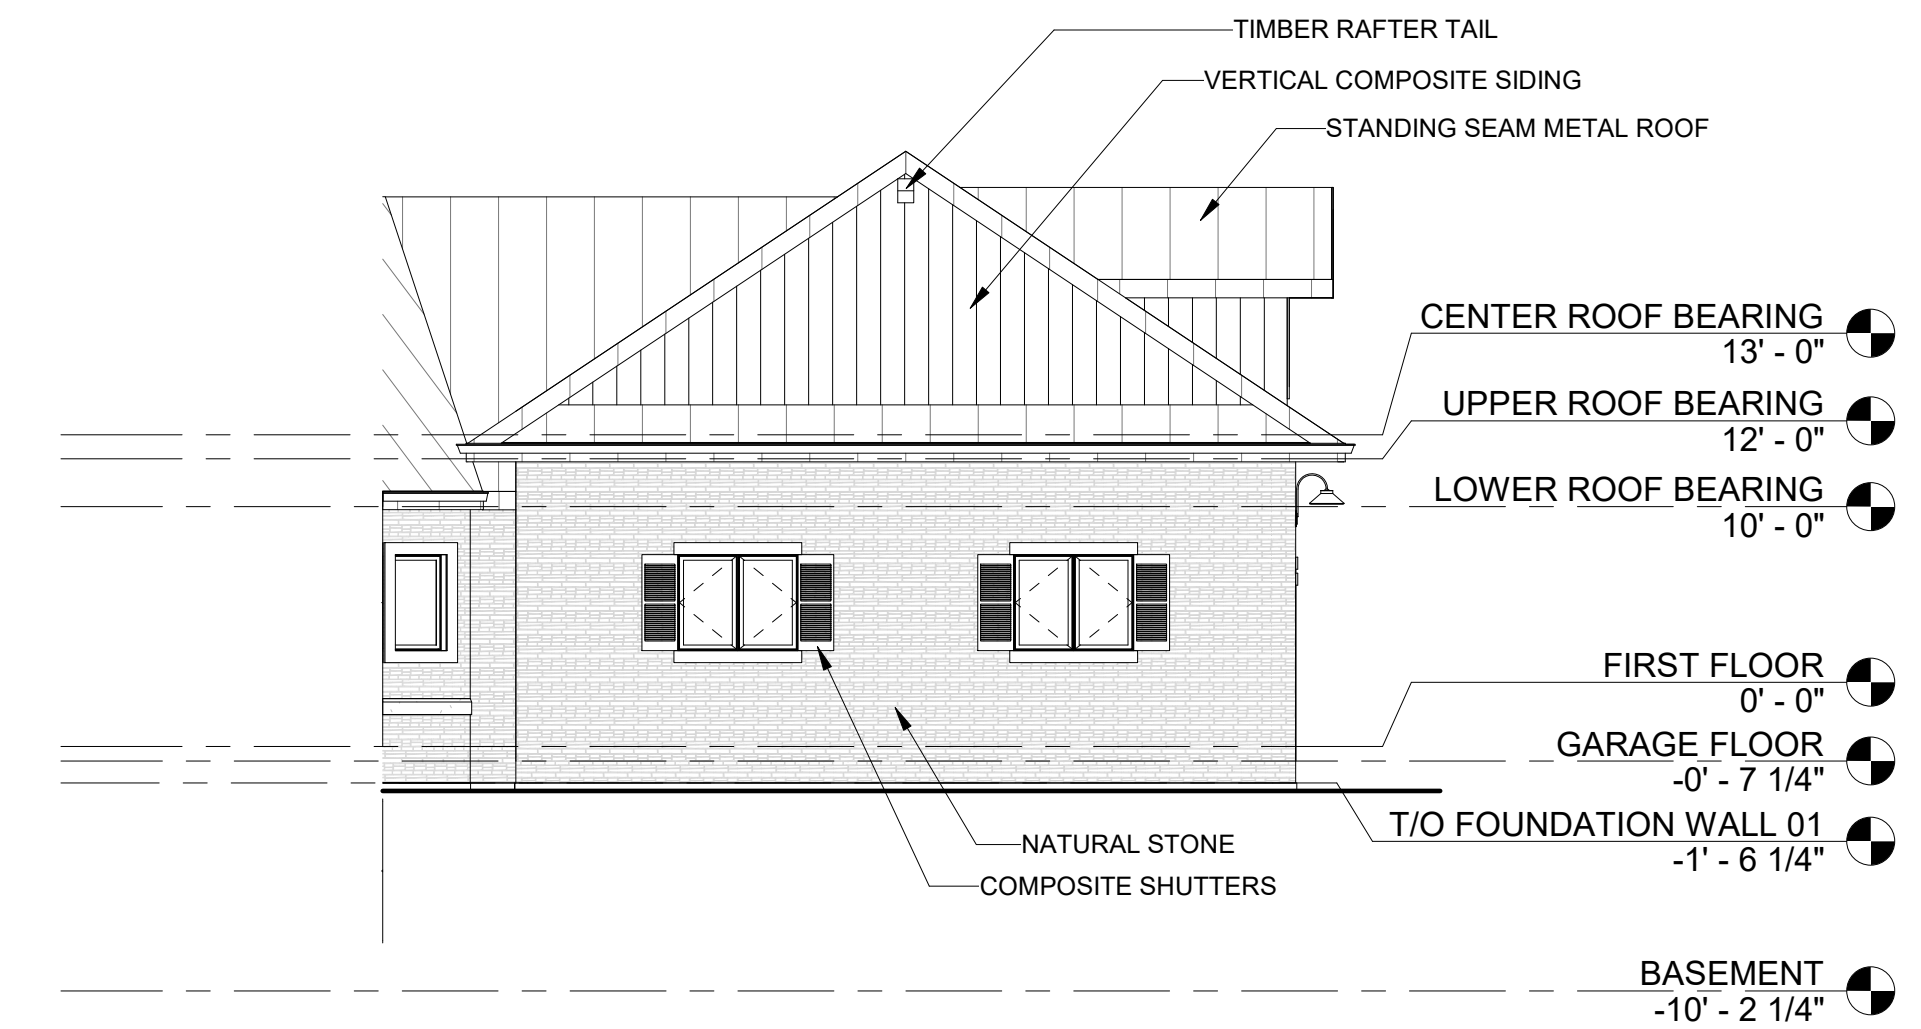 TIMBER RAFTER TAIL
VERTICAL COMPOSITE SIDING
STANDING SEAM METAL ROOF
CENTER ROOF BEARING
13' - 0"
UPPER ROOF BEARING
12' - 0"
LOWER ROOF BEARING
10' - 0"
FIRST FLOOR
0' - 0"
GARAGE FLOOR
-0' - 7 1/4"
T/O FOUNDATION WALL 01
-1' - 6 1/4"
NATURAL STONE
COMPOSITE SHUTTERS
BASEMENT
-10' - 2 1/4"